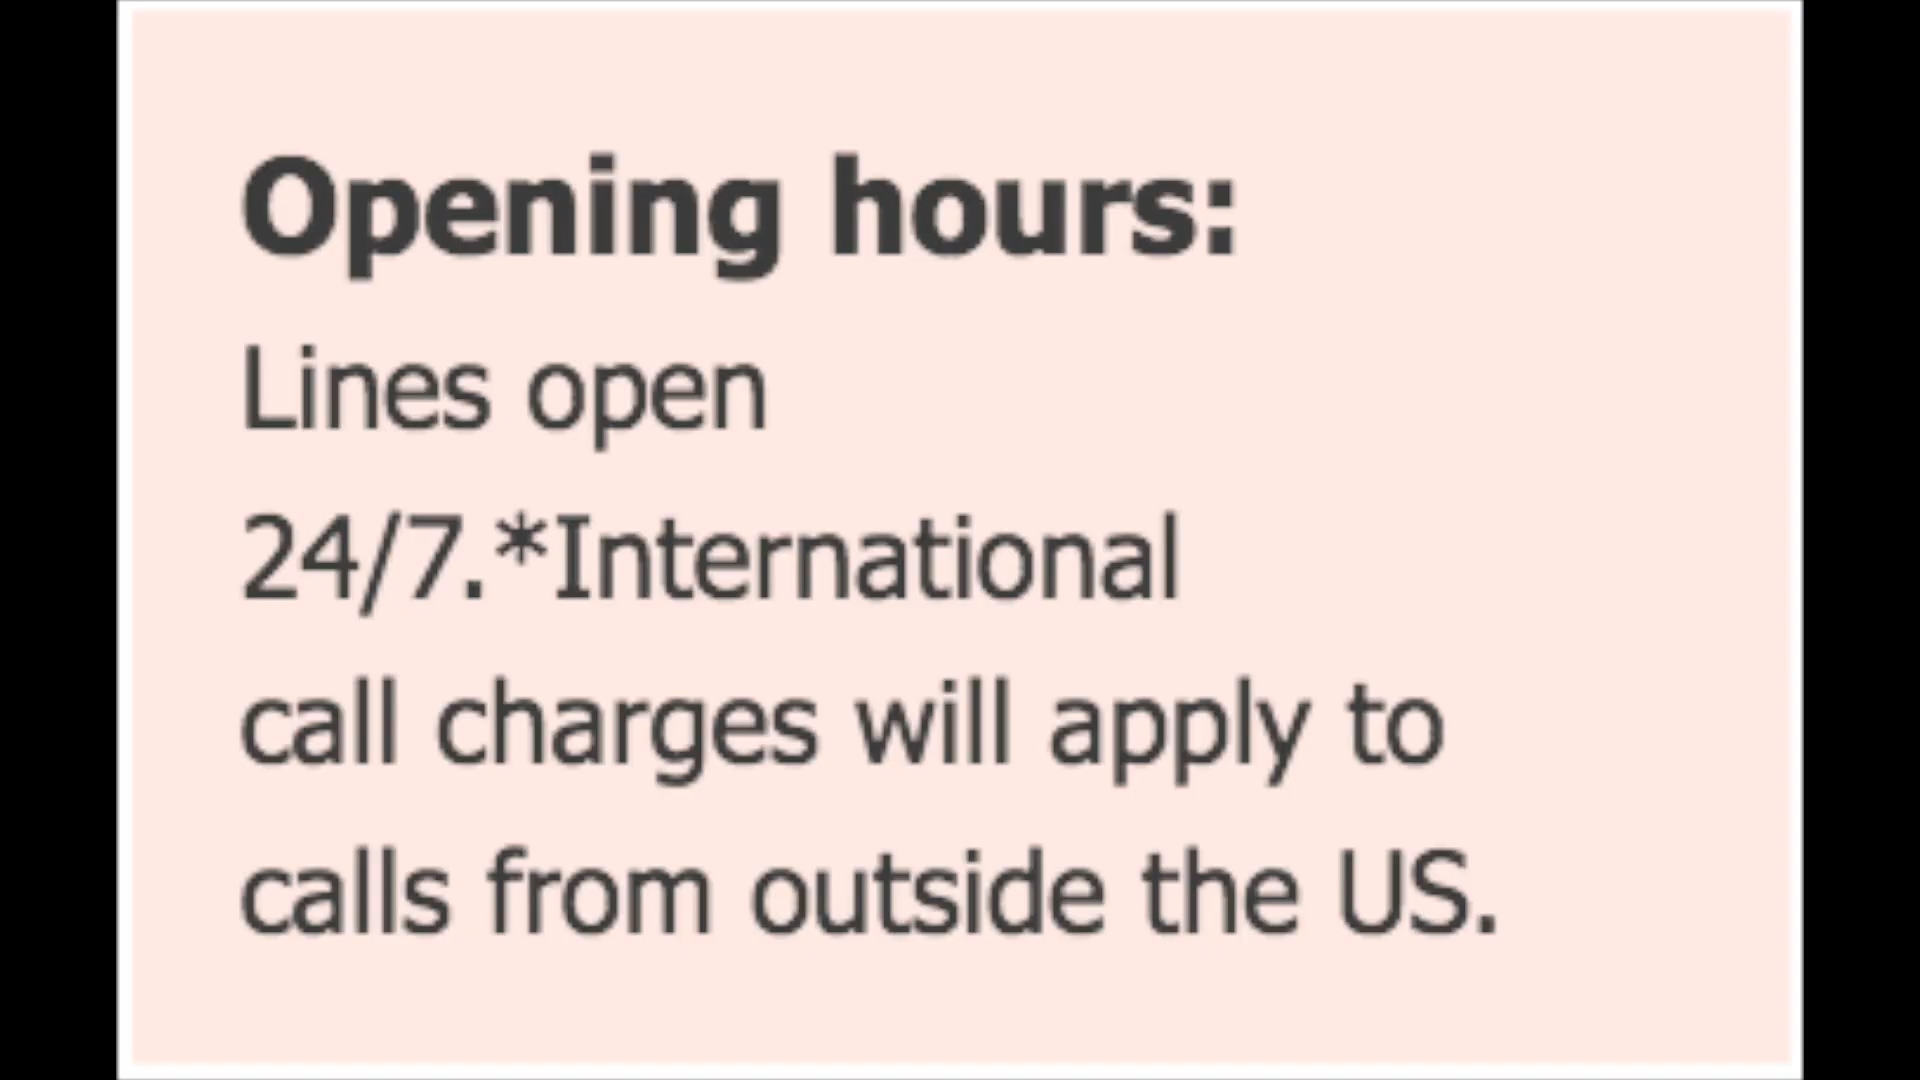 Opening hours:
Lines open
24/7.*International
call charges will apply to
calls from outside the US.